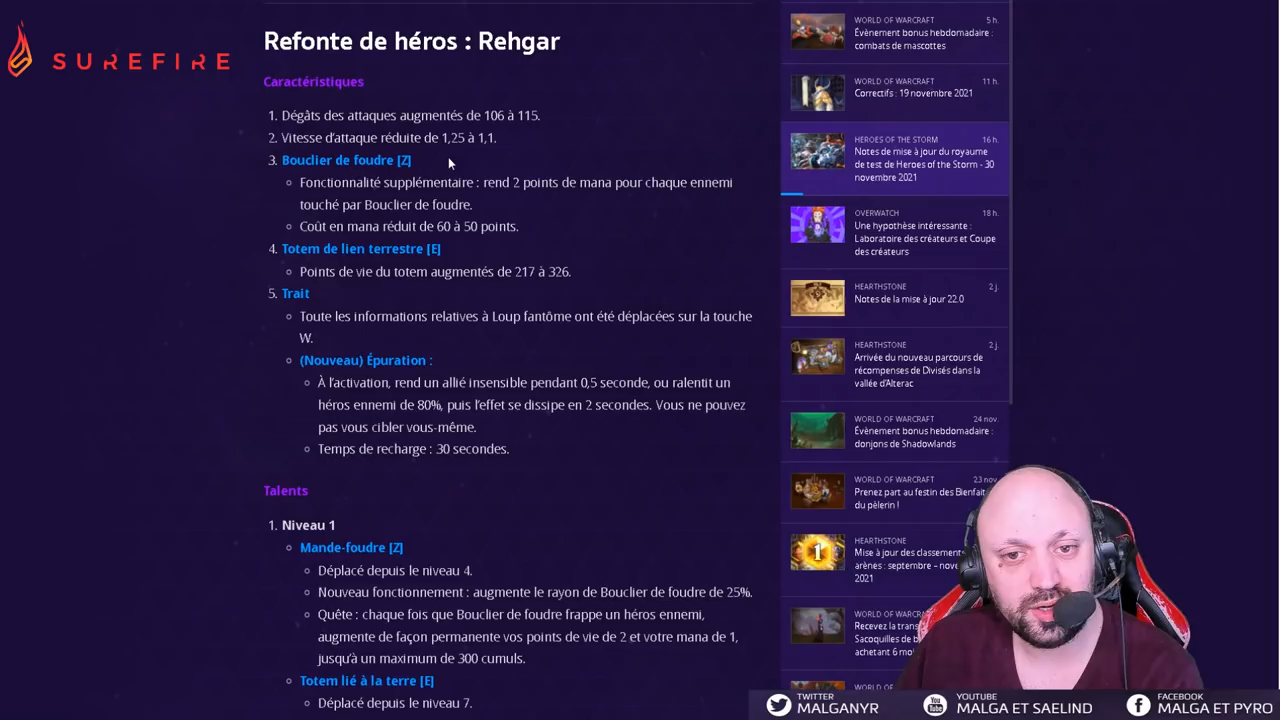 SUREFIRE
Refonte de héros : Rehgar
Caractéristiques
1. Dégâts des attaques augmentés de 106 à 115.
2. Vitesse d'attaque réduite de 1,25 à 1,1.
3. Bouclier de foudre [Z]
Fonctionnalité supplémentaire : rend 2 points de mana pour chaque ennemi
touché par Bouclier de foudre.
Coût en mana réduit de 60 à 50 points.
4. Totem de lien terrestre [E]
Points de vie du totem augmentés de 217 à 326.
5. Trait
Toute les informations relatives à Loup fantôme ont été déplacées sur la touche
W.
(Nouveau) Épuration :
À l'activation, rend un allié insensible pendant 0,5 seconde, ou ralentit un
héros ennemi de 80%, puis l'effet se dissipe en 2 secondes. Vous ne pouvez
pas vous cibler vous-même.
Temps de recharge : 30 secondes.
Talents
1. Niveau 1
Mande-foudre [Z]
Déplacé depuis le niveau 4.
Nouveau fonctionnement : augmente le rayon de Bouclier de foudre de 25%.
Quête : chaque fois que Bouclier de foudre frappe un héros ennemi,
augmente de façon permanente vos points de vie de 2 et votre mana de 1,
jusqu'à un maximum de 300 cumuls.
Totem lié à la terre [E]
Déplacé depuis le niveau 7.
WORLD OF WARCRAFT 5 h.
Évènement bonus hebdomadaire :
combats de mascottes
WORLD OF WARCRAFT 11 h.
Correctifs : 19 novembre 2021
HEROES OF THE STORM 16 h.
Notes de mise à jour du royaume
de test de Heroes of the Storm - 30
novembre 2021
OVERWATCH 18 h.
Une hypothèse intéressante :
Laboratoire des créateurs et Coupe
des créateurs
HEARTHSTONE 2 j.
Notes de la mise à jour 22.0
HEARTHSTONE 2 j.
Arrivée du nouveau parcours de
récompenses de Divisés dans la
vallée d'Alterac
WORLD OF WARCRAFT 24 nov.
Évènement bonus hebdomadaire :
donjons de Shadowlands
WORLD OF WARCRAFT 23 nov.
Prenez part au festin des Bienfait
du pèlerin !
HEARTHSTONE
Mise à jour des classement
arènes : septembre – nov
2021
WORLD OF WARCR
Recevez la trans
Sacoquilles de b
achetant 6 mo
WORLD OF W
TWITTER
MALGANYR
YOUTUBE
MALGA ET SAELIND
FACEBOOK
MALGA ET PYRO